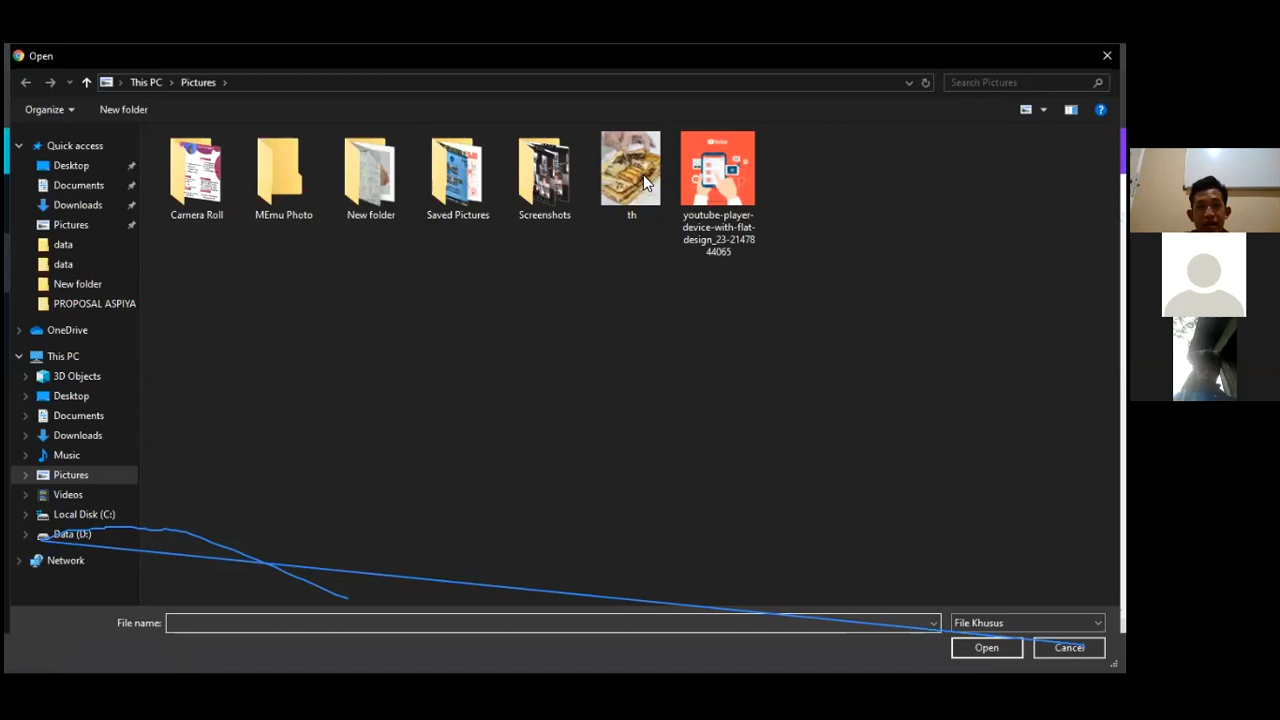 Open
This PC
Pictures
Search Pictures
Organize
New folder
Quick access
Desktop
Documents
Downloads
Pictures
data
data
New folder
PROPOSAL ASPIYA
OneDrive
This PC
3D Objects
Desktop
Documents
Downloads
Music
Pictures
Videos
Local Disk (C:)
Data (D:)
Network
Camera Roll
MEmu Photo
New folder
Saved Pictures
Screenshots
th
youtube-player-
device-with-flat-
design_23-21478
44065
File name:
File Khusus
Open
Cancel